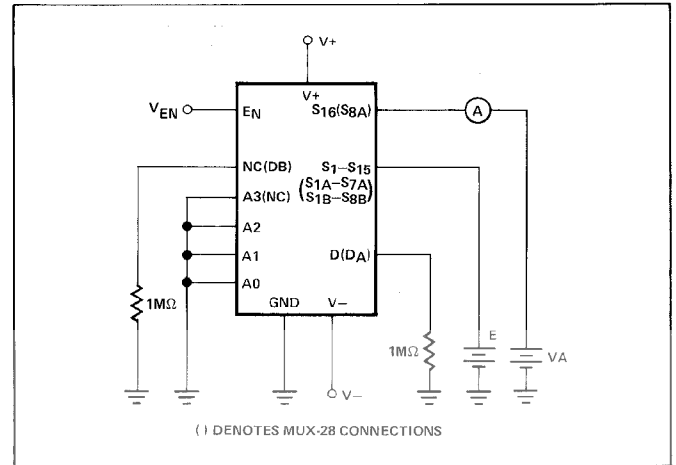 V+
V+
VEN
EN
S16(S8A)
A
NC(DB)
S1–S15
A3(NC)
(S1A–S7A)
(S1B–S8B)
A2
A1
D(DA)
A0
1MΩ
GND
V–
1MΩ
E
VA
V–
( ) DENOTES MUX-28 CONNECTIONS